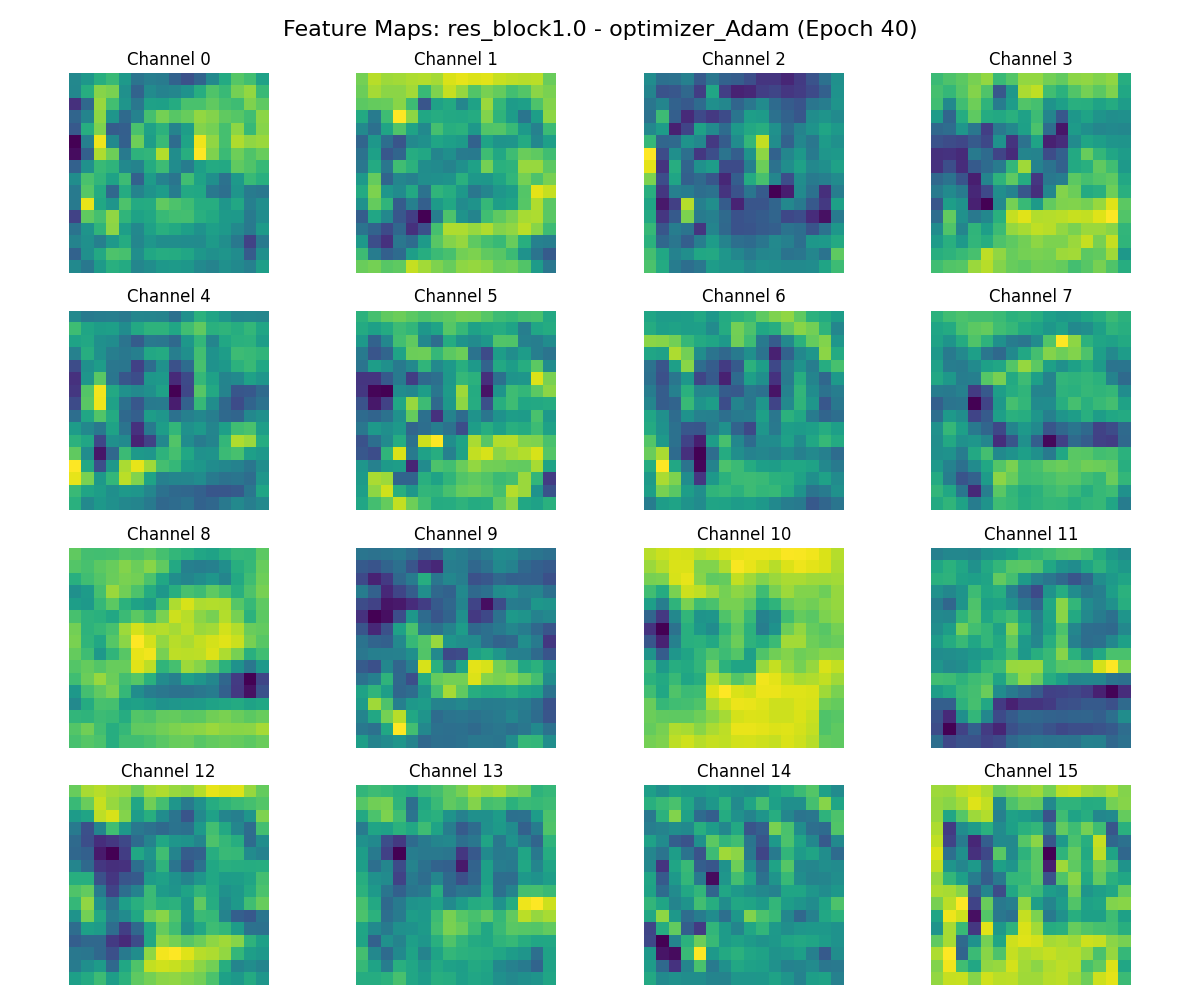 Feature Maps: res_block1.0 - optimizer_Adam (Epoch 40)
Channel 0
Channel 1
Channel 2
Channel 3
Channel 4
Channel 5
Channel 6
Channel 7
Channel 8
Channel 9
Channel 10
Channel 11
Channel 12
Channel 13
Channel 14
Channel 15